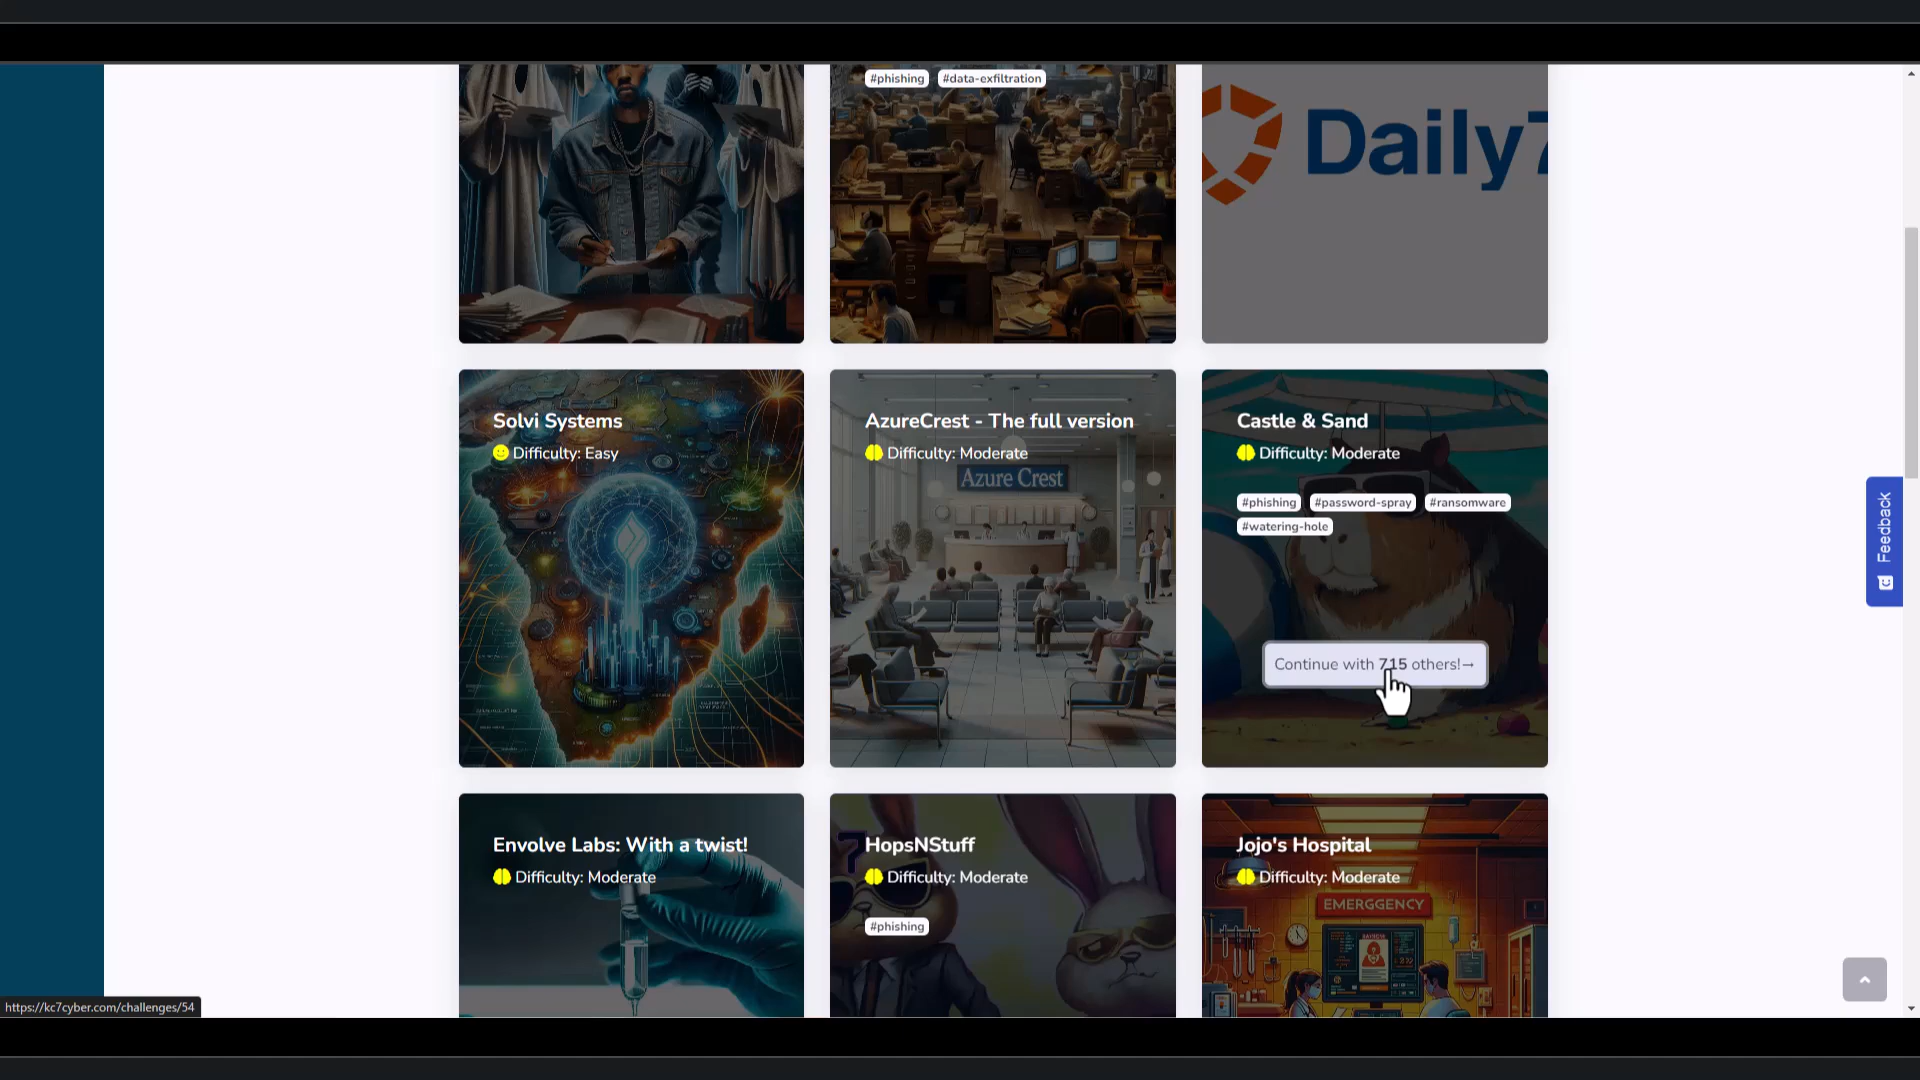 #phishing #data-exfiltration
Daily7
Solvi Systems
Difficulty: Easy
AzureCrest - The full version
Difficulty: Moderate
Azure Crest
Castle & Sand
Difficulty: Moderate
#phishing #password-spray #ransomware
#watering-hole
Continue with 715 others!→
Feedback
Envolve Labs: With a twist!
Difficulty: Moderate
HopsNStuff
Difficulty: Moderate
#phishing
Jojo's Hospital
Difficulty: Moderate
EMERGGENCY
https://kc7cyber.com/challenges/54